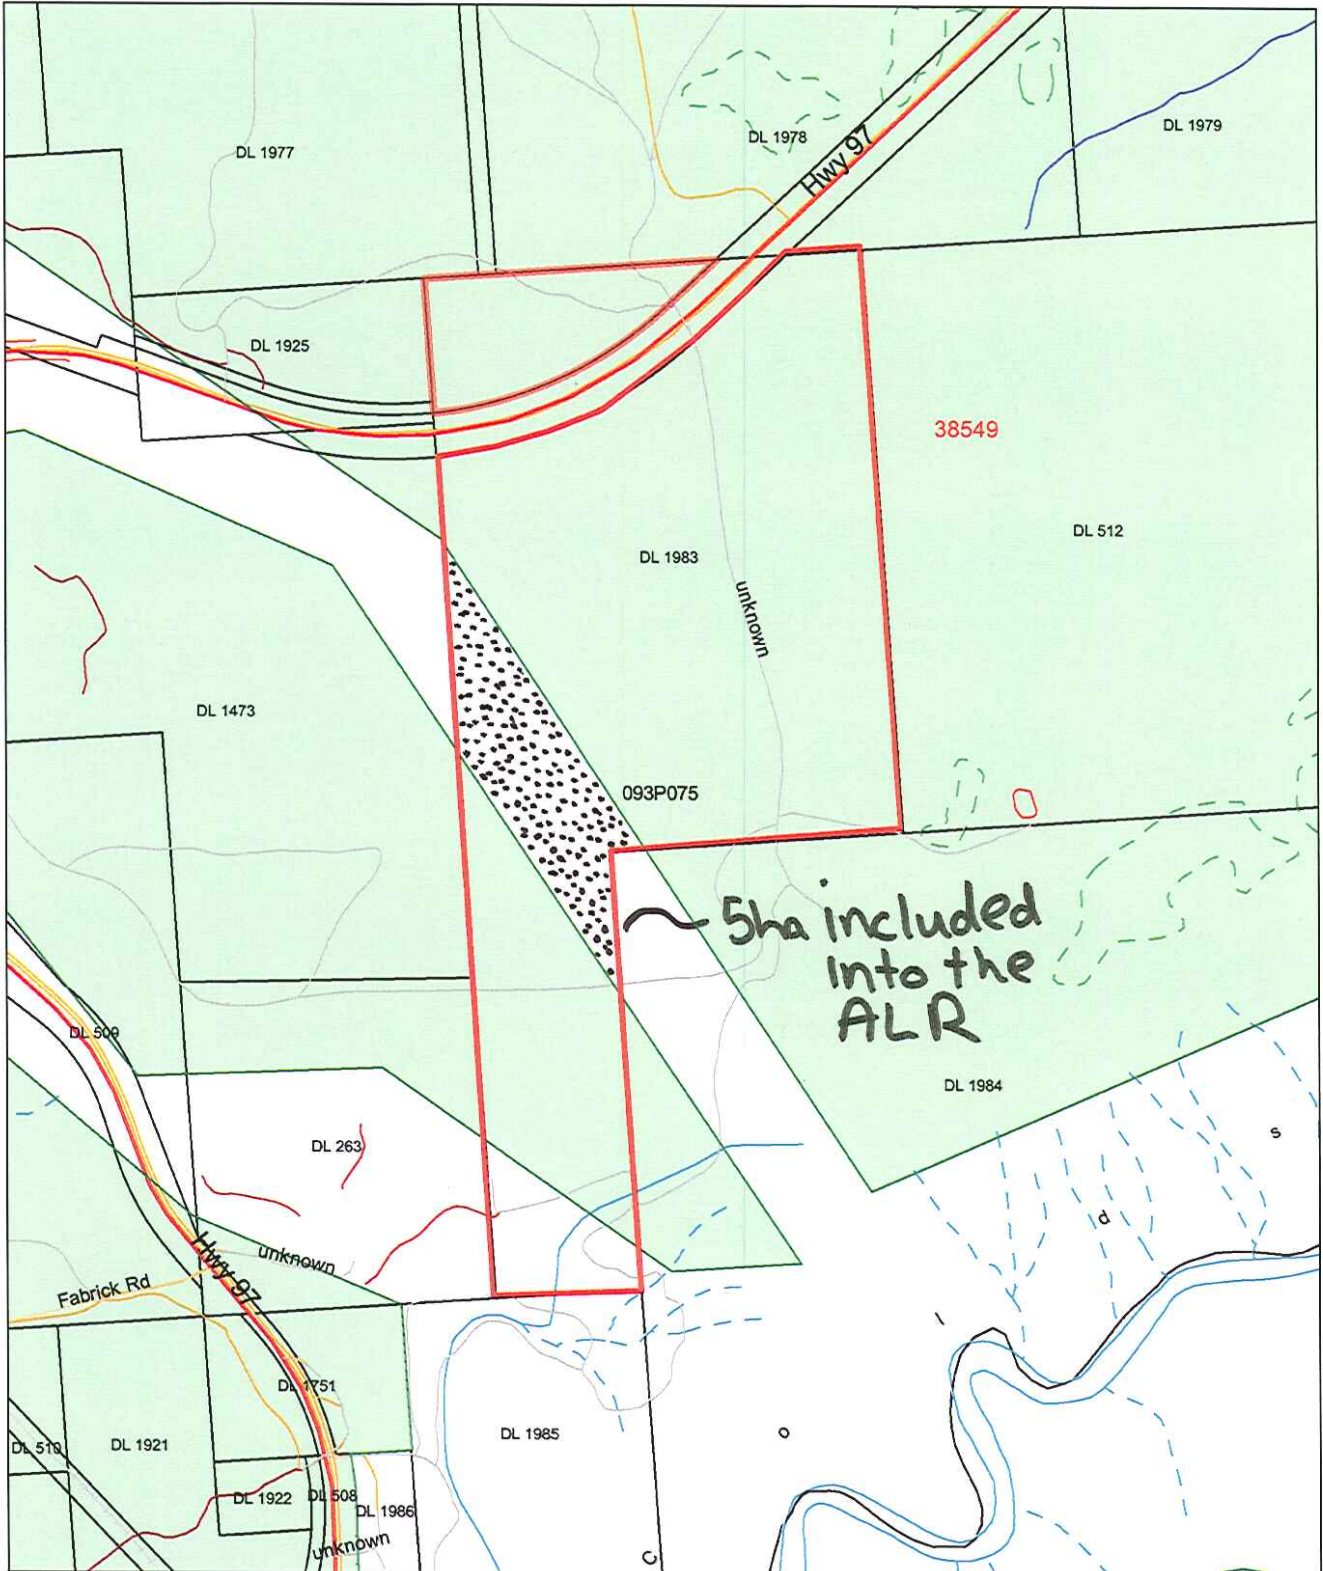 DL 1977
DL 1978
Hwy 97
DL 1979
DL 1925
38549
DL 1983
DL 512
unknown
DL 1473
093P075
5ha included
into the
ALR
DL 509
DL 1984
DL 263
s
d
Hwy 97
unknown
Fabrick Rd
l
DL 1751
DL 1985
o
DL 510
DL 1921
DL 1922
DL 508
DL 1986
unknown
C